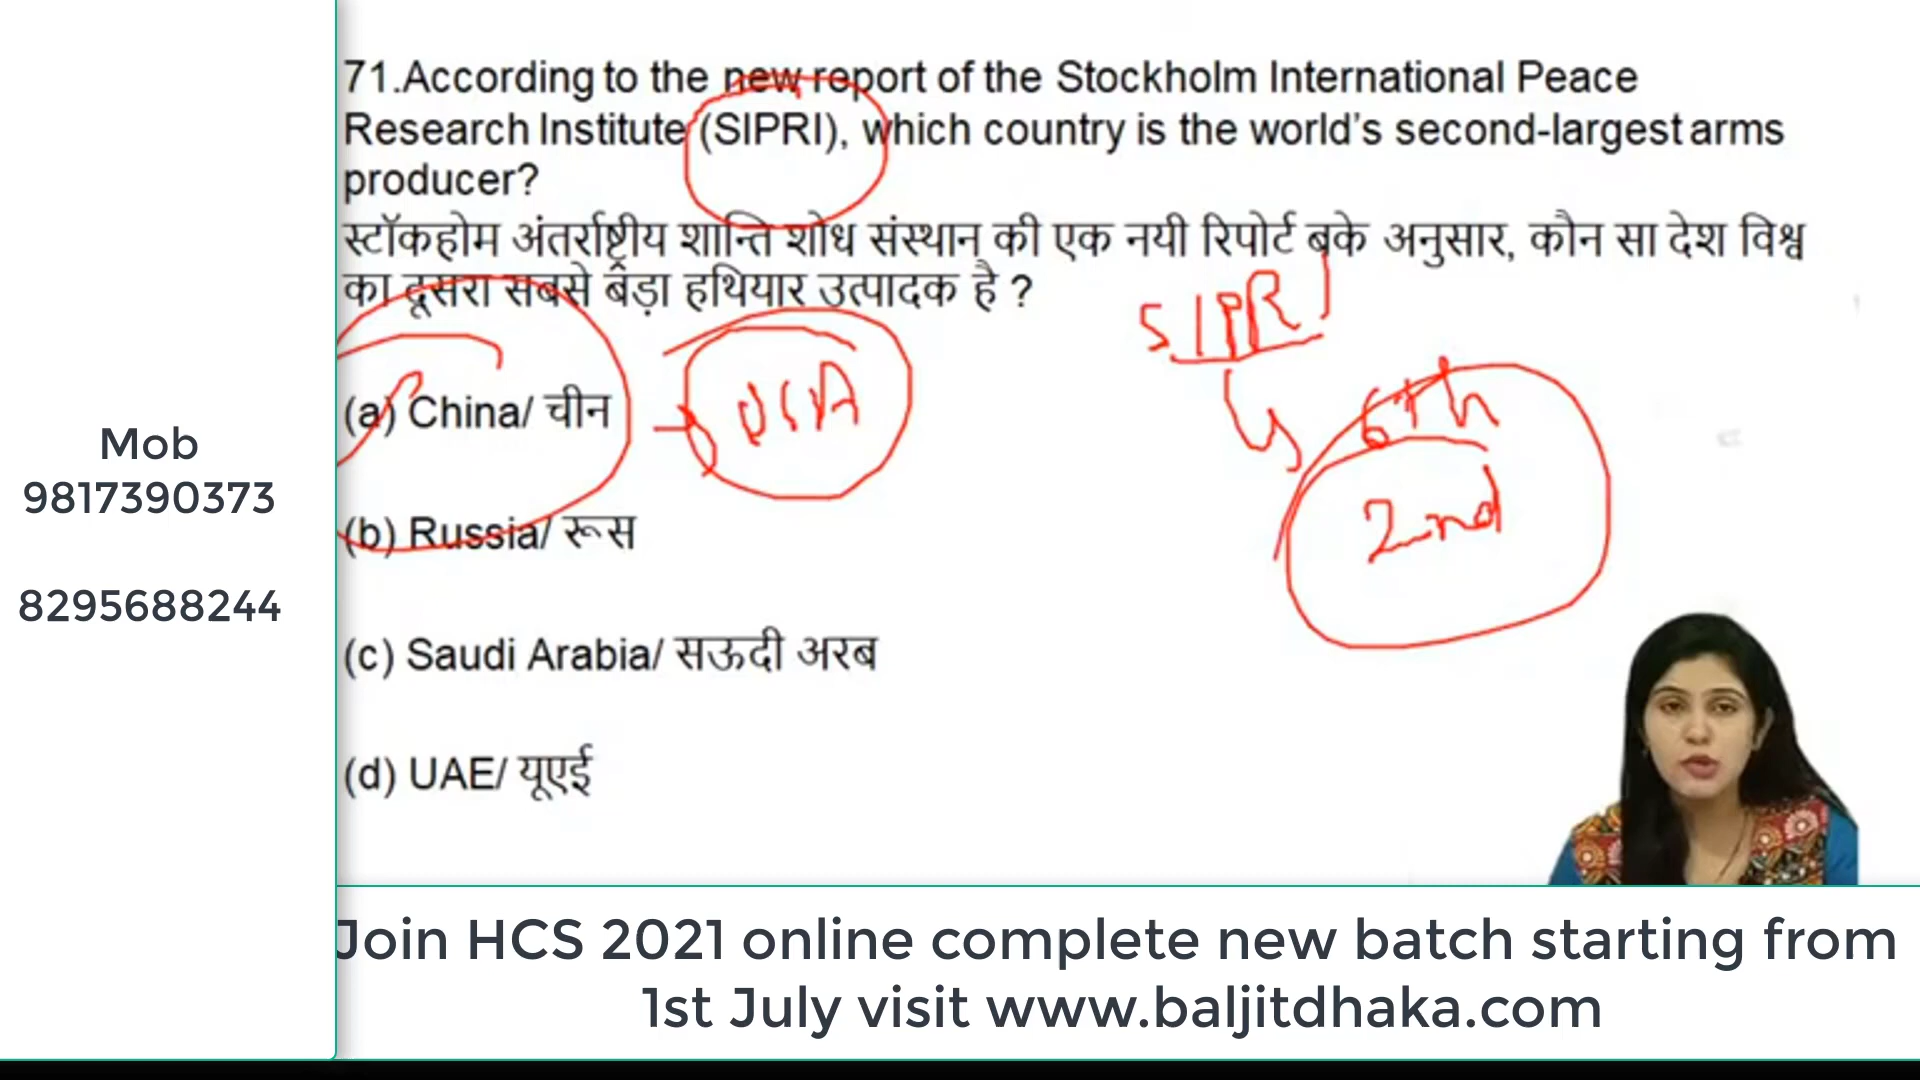 71.According to the new report of the Stockholm International Peace
Research Institute (SIPRI), which country is the world's second-largest arms
producer?
स्टॉकहोम अंतर्राष्ट्रीय शान्ति शोध संस्थान की एक नयी रिपोर्ट बके अनुसार, कौन सा देश विश्व
का दूसरा सबसे बड़ा हथियार उत्पादक है ?
SIPRI
(a) China/ चीन
USA
6th
2nd
(b) Russia/ रूस
(c) Saudi Arabia/ सऊदी अरब
(d) UAE/ यूएई
Mob
9817390373
8295688244
Join HCS 2021 online complete new batch starting from
1st July visit www.baljitdhaka.com